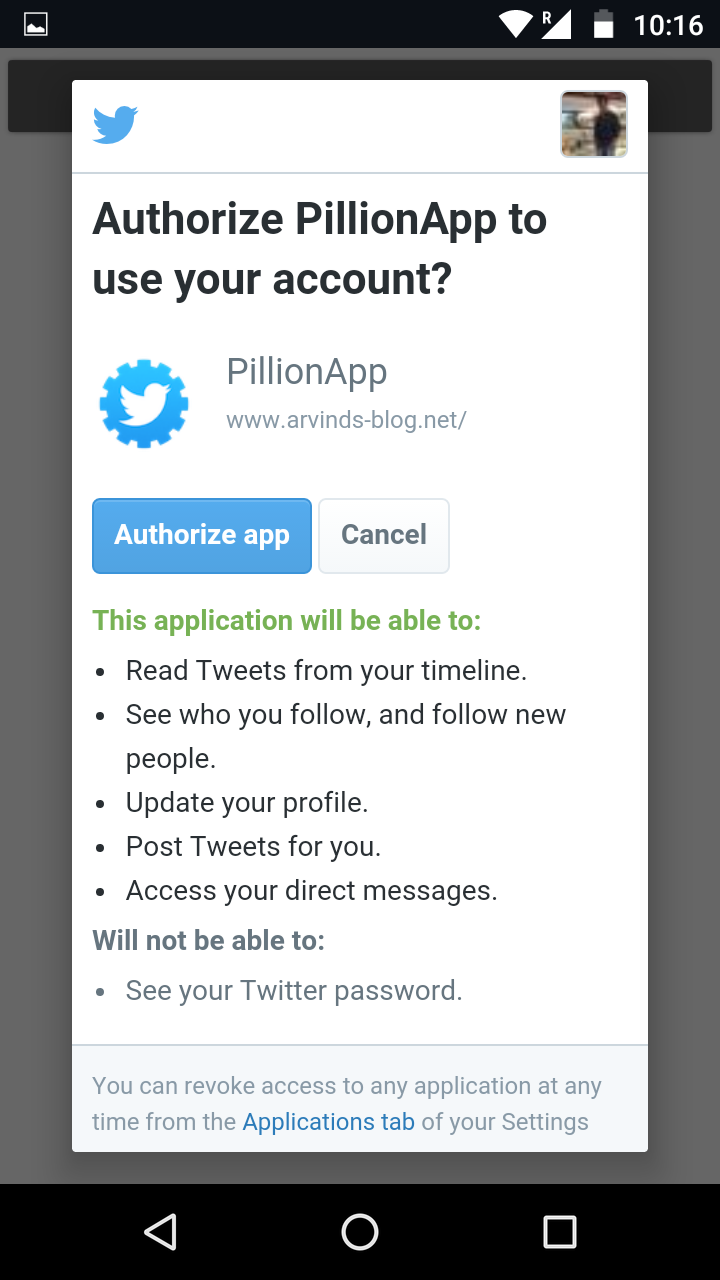 R 10:16
Authorize PillionApp to
use your account?
PillionApp
www.arvinds-blog.net/
Authorize app Cancel
This application will be able to:
• Read Tweets from your timeline.
• See who you follow, and follow new
people.
• Update your profile.
• Post Tweets for you.
• Access your direct messages.
Will not be able to:
• See your Twitter password.
You can revoke access to any application at any
time from the Applications tab of your Settings